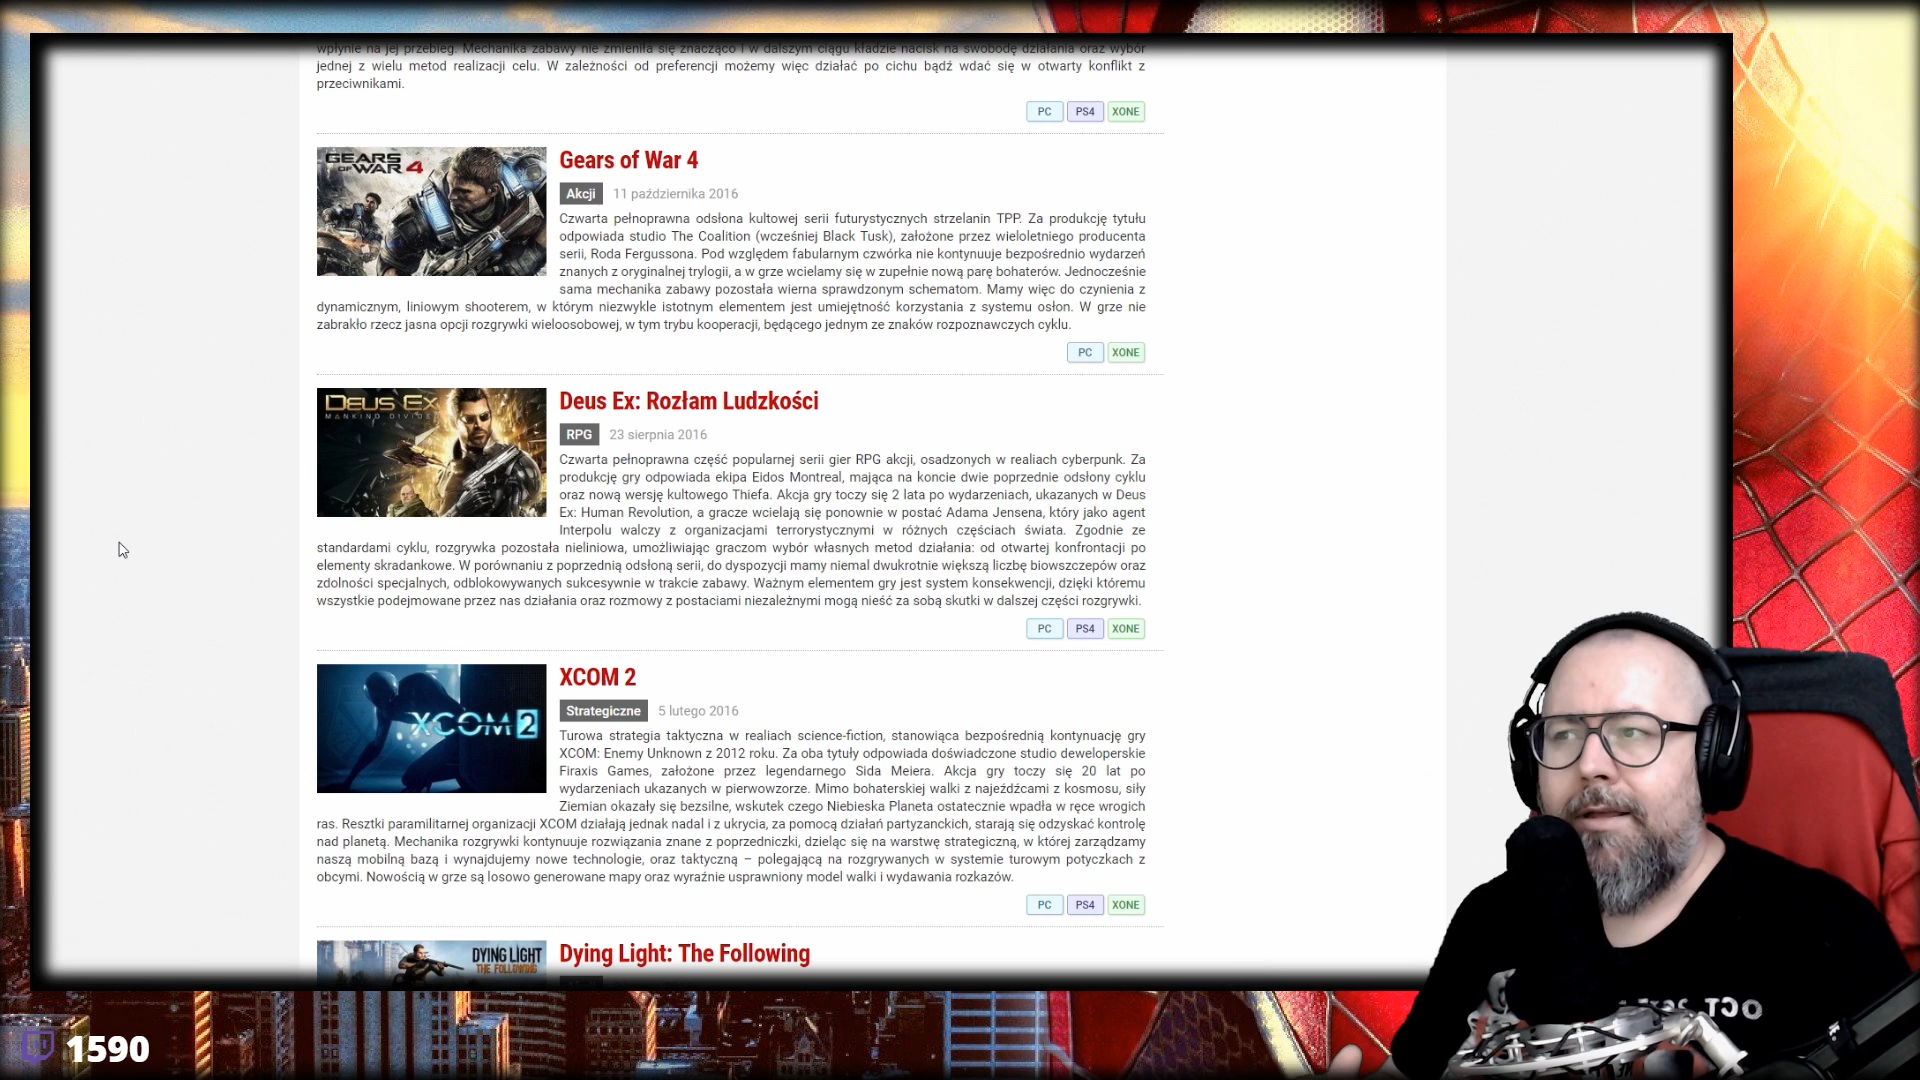 wpłynie na jej przebieg. Mechanika zabawy nie zmieniła się znacząco i w dalszym ciągu kładzie nacisk na swobodę działania oraz wybór
jednej z wielu metod realizacji celu. W zależności od preferencji możemy więc działać po cichu bądź wdać się w otwarty konflikt z
przeciwnikami.
PC PS4 XONE
GEARS OF WAR 4
Gears of War 4
Akcji 11 października 2016
Czwarta pełnoprawna odsłona kultowej serii futurystycznych strzelanin TPP. Za produkcję tytułu
odpowiada studio The Coalition (wcześniej Black Tusk), założone przez wieloletniego producenta
serii, Roda Fergussona. Pod względem fabularnym czwórka nie kontynuuje bezpośrednio wydarzeń
znanych z oryginalnej trylogii, a w grze wcielamy się w zupełnie nową parę bohaterów. Jednocześnie
sama mechanika zabawy pozostała wierna sprawdzonym schematom. Mamy więc do czynienia z
dynamicznym, liniowym shooterem, w którym niezwykle istotnym elementem jest umiejętność korzystania z systemu osłon. W grze nie
zabrakło rzecz jasna opcji rozgrywki wieloosobowej, w tym trybu kooperacji, będącego jednym ze znaków rozpoznawczych cyklu.
PC XONE
DEUS EX
MANKIND DIVIDED
Deus Ex: Rozłam Ludzkości
RPG 23 sierpnia 2016
Czwarta pełnoprawna część popularnej serii gier RPG akcji, osadzonych w realiach cyberpunk. Za
produkcję gry odpowiada ekipa Eidos Montreal, mająca na koncie dwie poprzednie odsłony cyklu
oraz nową wersję kultowego Thiefa. Akcja gry toczy się 2 lata po wydarzeniach, ukazanych w Deus
Ex: Human Revolution, a gracze wcielają się ponownie w postać Adama Jensena, który jako agent
Interpolu walczy z organizacjami terrorystycznymi w różnych częściach świata. Zgodnie ze
standardami cyklu, rozgrywka pozostała nieliniowa, umożliwiając graczom wybór własnych metod działania: od otwartej konfrontacji po
elementy skradankowe. W porównaniu z poprzednią odsłoną serii, do dyspozycji mamy niemal dwukrotnie większą liczbę biowszczepów oraz
zdolności specjalnych, odblokowywanych sukcesywnie w trakcie zabawy. Ważnym elementem gry jest system konsekwencji, dzięki któremu
wszystkie podejmowane przez nas działania oraz rozmowy z postaciami niezależnymi mogą nieść za sobą skutki w dalszej części rozgrywki.
PC PS4 XONE
XCOM 2
XCOM 2
Strategiczne 5 lutego 2016
Turowa strategia taktyczna w realiach science-fiction, stanowiąca bezpośrednią kontynuację gry
XCOM: Enemy Unknown z 2012 roku. Za oba tytuły odpowiada doświadczone studio deweloperskie
Firaxis Games, założone przez legendarnego Sida Meiera. Akcja gry toczy się 20 lat po
wydarzeniach ukazanych w pierwowzorze. Mimo bohaterskiej walki z najeźdźcami z kosmosu, siły
Ziemian okazały się bezsilne, wskutek czego Niebieska Planeta ostatecznie wpadła w ręce wrogich
ras. Resztki paramilitarnej organizacji XCOM działają jednak nadal i z ukrycia, za pomocą działań partyzanckich, starają się odzyskać kontrolę
nad planetą. Mechanika rozgrywki kontynuuje rozwiązania znane z poprzedniczki, dzieląc się na warstwę strategiczną, w której zarządzamy
naszą mobilną bazą i wynajdujemy nowe technologie, oraz taktyczną – polegającą na rozgrywanych w systemie turowym potyczkach z
obcymi. Nowością w grze są losowo generowane mapy oraz wyraźnie usprawniony model walki i wydawania rozkazów.
PC PS4 XONE
DYING LIGHT
THE FOLLOWING
Dying Light: The Following
1590